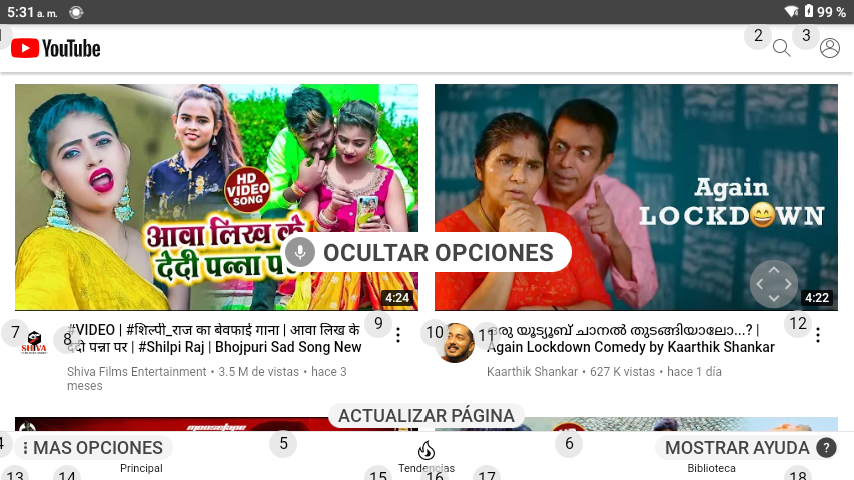 5:31 a. m.
99 %
1
YouTube
2
3
HD
VIDEO
SONG
आवा लिख के
देदी पन्ना प
4:24
Again
LOCKDOWN
4:22
OCULTAR OPCIONES
7
SHIVA
8
#VIDEO | #शिल्पी_राज का बेवफाई गाना | आवा लिख के
देदी पन्ना पर | #Shilpi Raj | Bhojpuri Sad Song New
Shiva Films Entertainment • 3.5 M de vistas • hace 3
meses
9
10
11
ഒരു യൂട്യൂബ് ചാനൽ തുടങ്ങിയാലോ...? |
Again Lockdown Comedy by Kaarthik Shankar
Kaarthik Shankar • 627 K vistas • hace 1 día
12
ACTUALIZAR PÁGINA
moosetape
HD
4
MAS OPCIONES
5
6
MOSTRAR AYUDA ?
Principal
Tendencias
Biblioteca
13
14
15
16
17
18